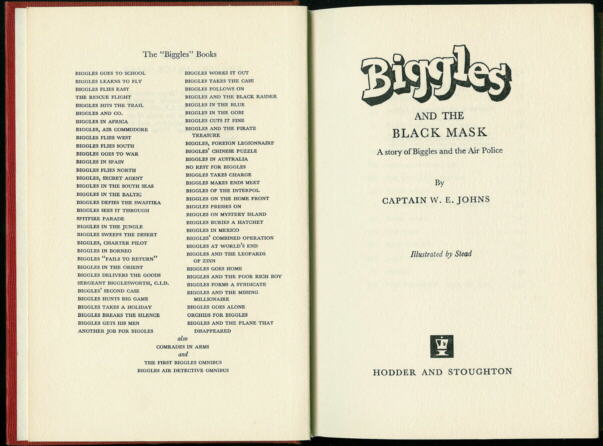 The "Biggles" Books
BIGGLES GOES TO SCHOOL
BIGGLES LEARNS TO FLY
BIGGLES FLIES EAST
THE RESCUE FLIGHT
BIGGLES HITS THE TRAIL
BIGGLES AND CO.
BIGGLES IN AFRICA
BIGGLES, AIR COMMODORE
BIGGLES FLIES WEST
BIGGLES FLIES SOUTH
BIGGLES GOES TO WAR
BIGGLES IN SPAIN
BIGGLES FLIES NORTH
BIGGLES, SECRET AGENT
BIGGLES IN THE SOUTH SEAS
BIGGLES IN THE BALTIC
BIGGLES DEFIES THE SWASTIKA
BIGGLES SEES IT THROUGH
SPITFIRE PARADE
BIGGLES IN THE JUNGLE
BIGGLES SWEEPS THE DESERT
BIGGLES, CHARTER PILOT
BIGGLES IN BORNEO
BIGGLES "FAILS TO RETURN"
BIGGLES IN THE ORIENT
BIGGLES DELIVERS THE GOODS
SERGEANT BIGGLESWORTH, C.I.D.
BIGGLES' SECOND CASE
BIGGLES HUNTS BIG GAME
BIGGLES TAKES A HOLIDAY
BIGGLES BREAKS THE SILENCE
BIGGLES GETS HIS MEN
ANOTHER JOB FOR BIGGLES
BIGGLES WORKS IT OUT
BIGGLES TAKES THE CASE
BIGGLES FOLLOWS ON
BIGGLES AND THE BLACK RAIDER
BIGGLES IN THE BLUE
BIGGLES IN THE GOBI
BIGGLES CUTS IT FINE
BIGGLES AND THE PIRATE
TREASURE
BIGGLES, FOREIGN LEGIONNAIRE
BIGGLES' CHINESE PUZZLE
BIGGLES IN AUSTRALIA
NO REST FOR BIGGLES
BIGGLES TAKES CHARGE
BIGGLES MAKES ENDS MEET
BIGGLES OF THE INTERPOL
BIGGLES ON THE HOME FRONT
BIGGLES PRESSES ON
BIGGLES ON MYSTERY ISLAND
BIGGLES BURIES A HATCHET
BIGGLES IN MEXICO
BIGGLES' COMBINED OPERATION
BIGGLES AT WORLD'S END
BIGGLES AND THE LEOPARDS
OF ZINN
BIGGLES GOES HOME
BIGGLES AND THE POOR RICH BOY
BIGGLES FORMS A SYNDICATE
BIGGLES AND THE MISSING
MILLIONAIRE
BIGGLES GOES ALONE
ORCHIDS FOR BIGGLES
BIGGLES AND THE PLANE THAT
DISAPPEARED
also
COMRADES IN ARMS
and
THE FIRST BIGGLES OMNIBUS
BIGGLES AIR DETECTIVE OMNIBUS
Biggles
AND THE
BLACK MASK
A story of Biggles and the Air Police
By
CAPTAIN W. E. JOHNS
Illustrated by Stead
HODDER AND STOUGHTON